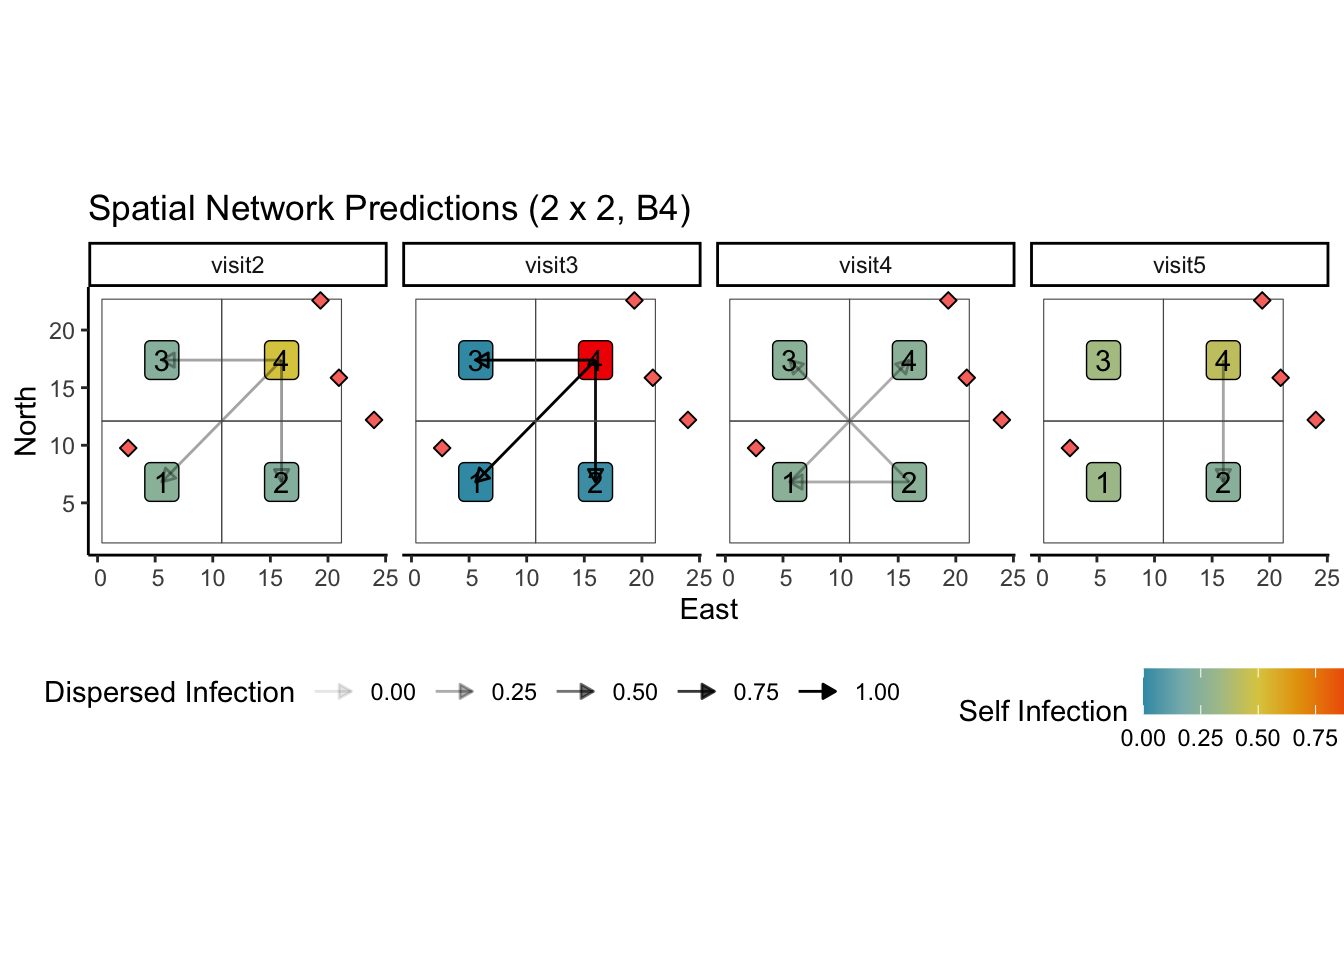 Spatial Network Predictions (2 x 2, B4)
visit2 visit3 visit4 visit5
North
20
15
10
5
3 4 3 4 3 4 3 4
1 2 1 2 1 2 1 2
0 5 10 15 20 25 0 5 10 15 20 25 0 5 10 15 20 25 0 5 10 15 20 25
East
Dispersed Infection 0.00 0.25 0.50 0.75 1.00
Self Infection
0.00 0.25 0.50 0.75